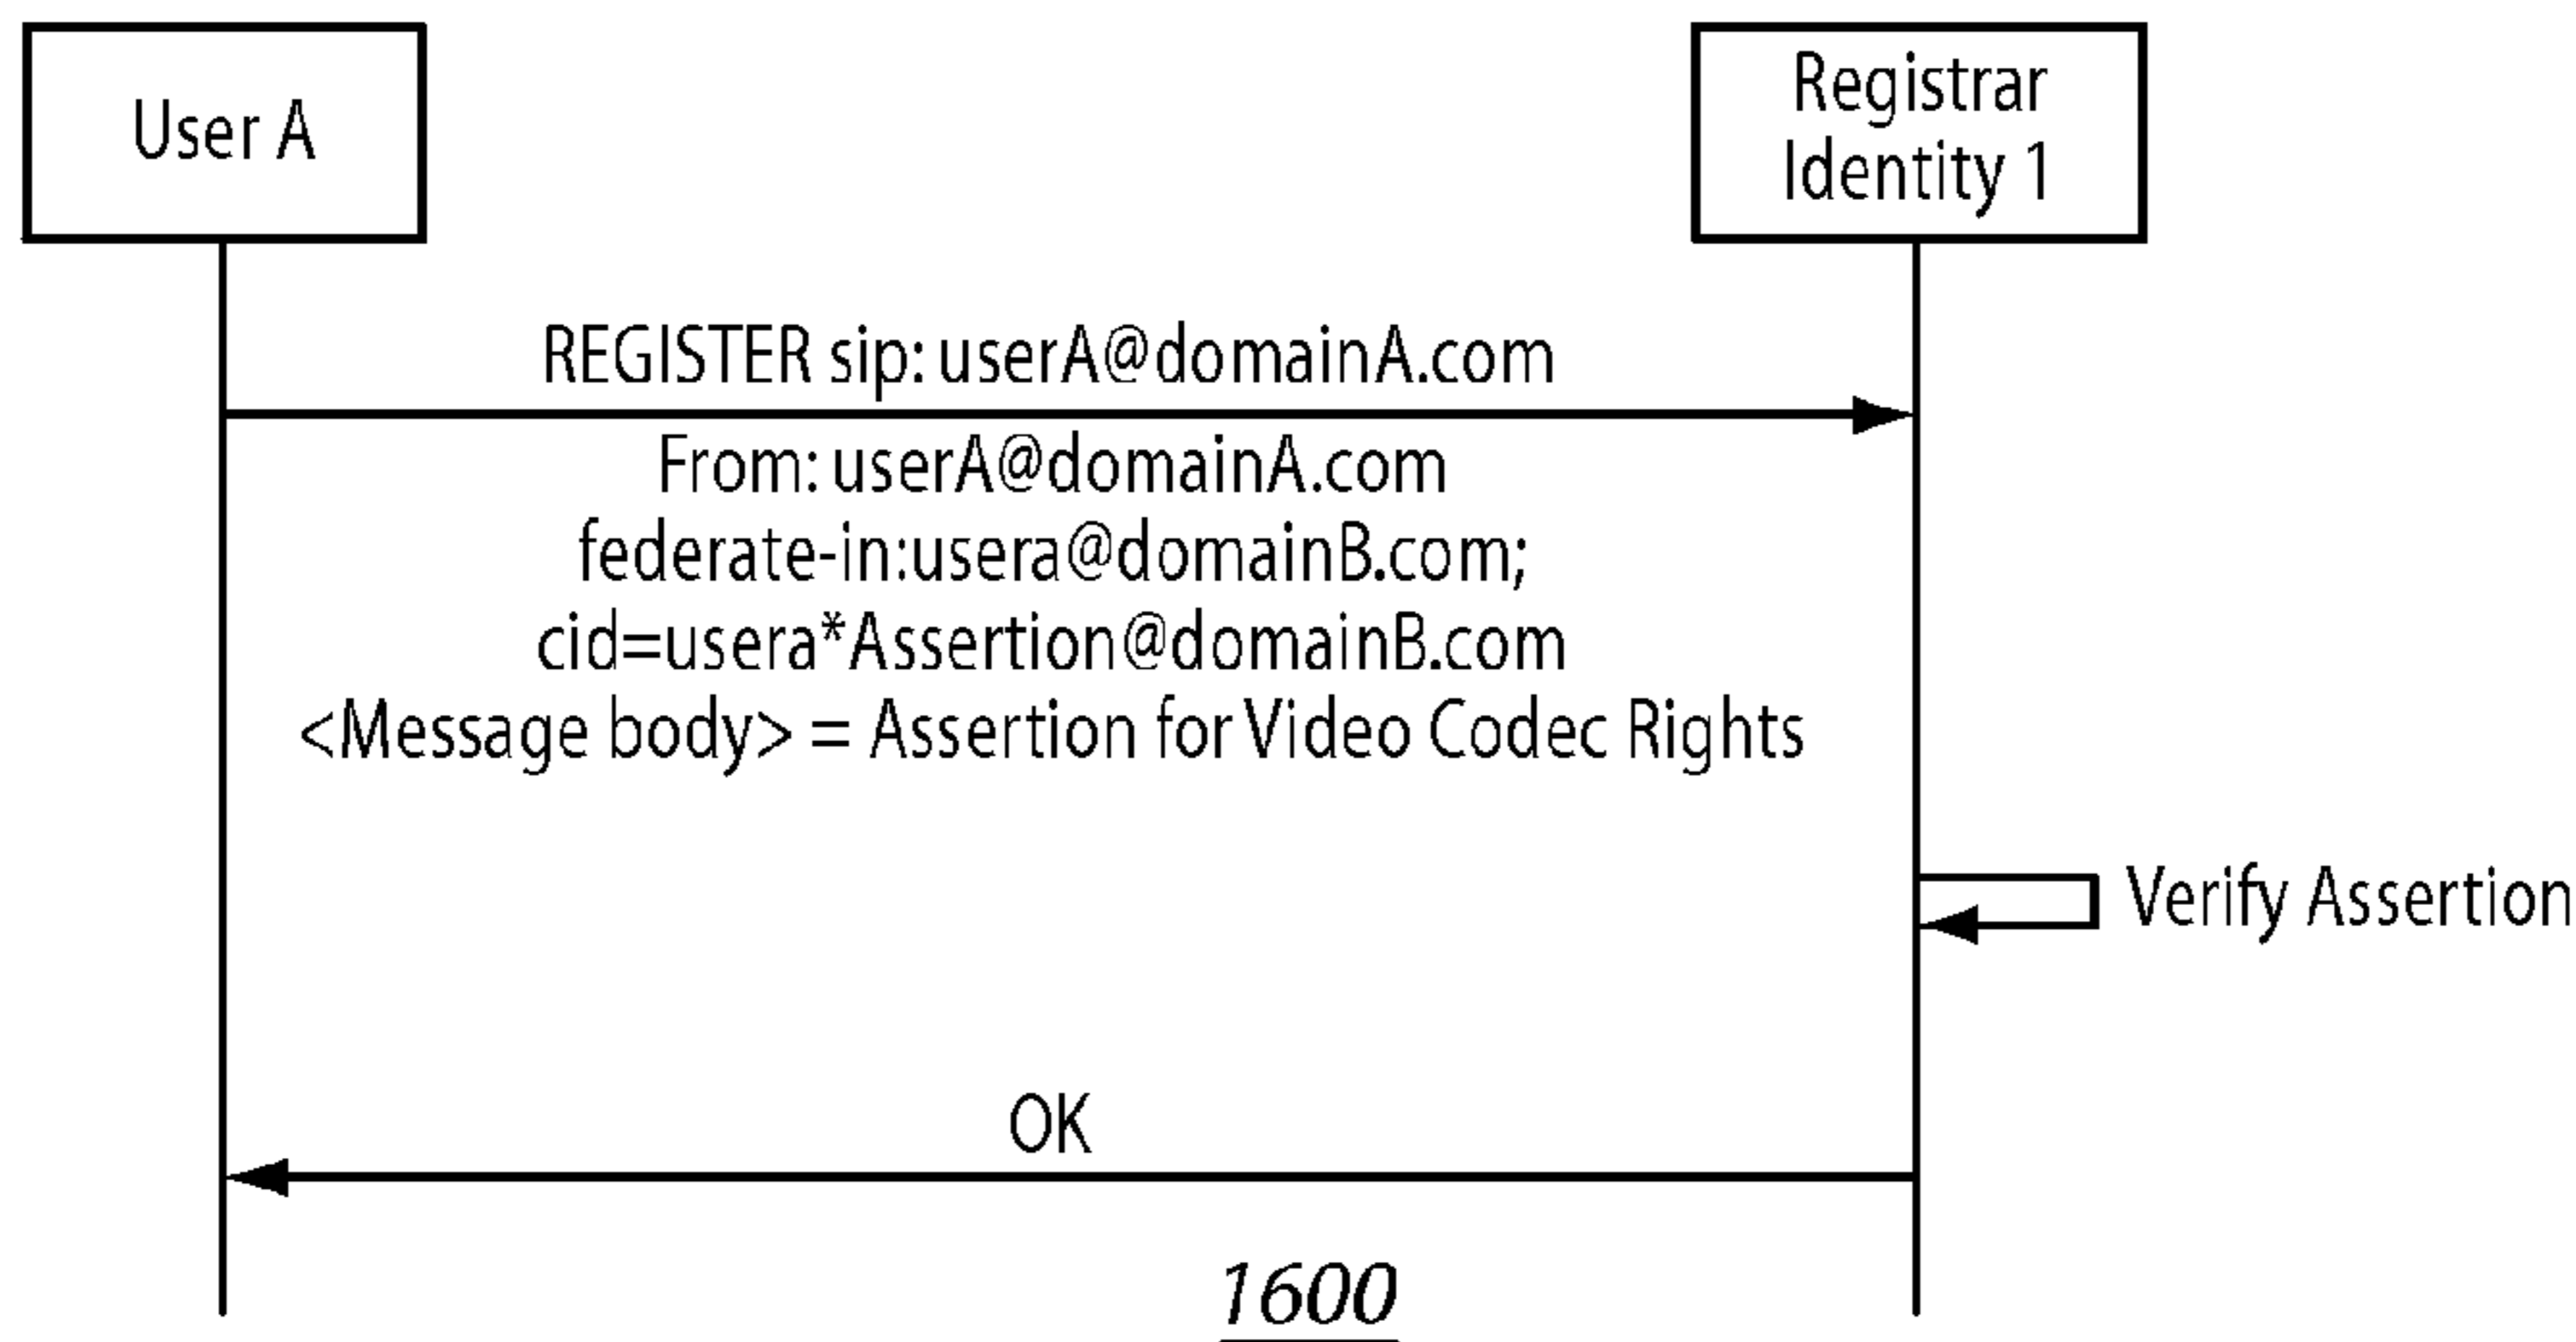 User A
Registrar
Identity 1
REGISTER sip: userA@domainA.com
From: userA@domainA.com
federate-in:usera@domainB.com;
cid=usera*Assertion@domainB.com
<Message body> = Assertion for Video Codec Rights
Verify Assertion
OK
1600